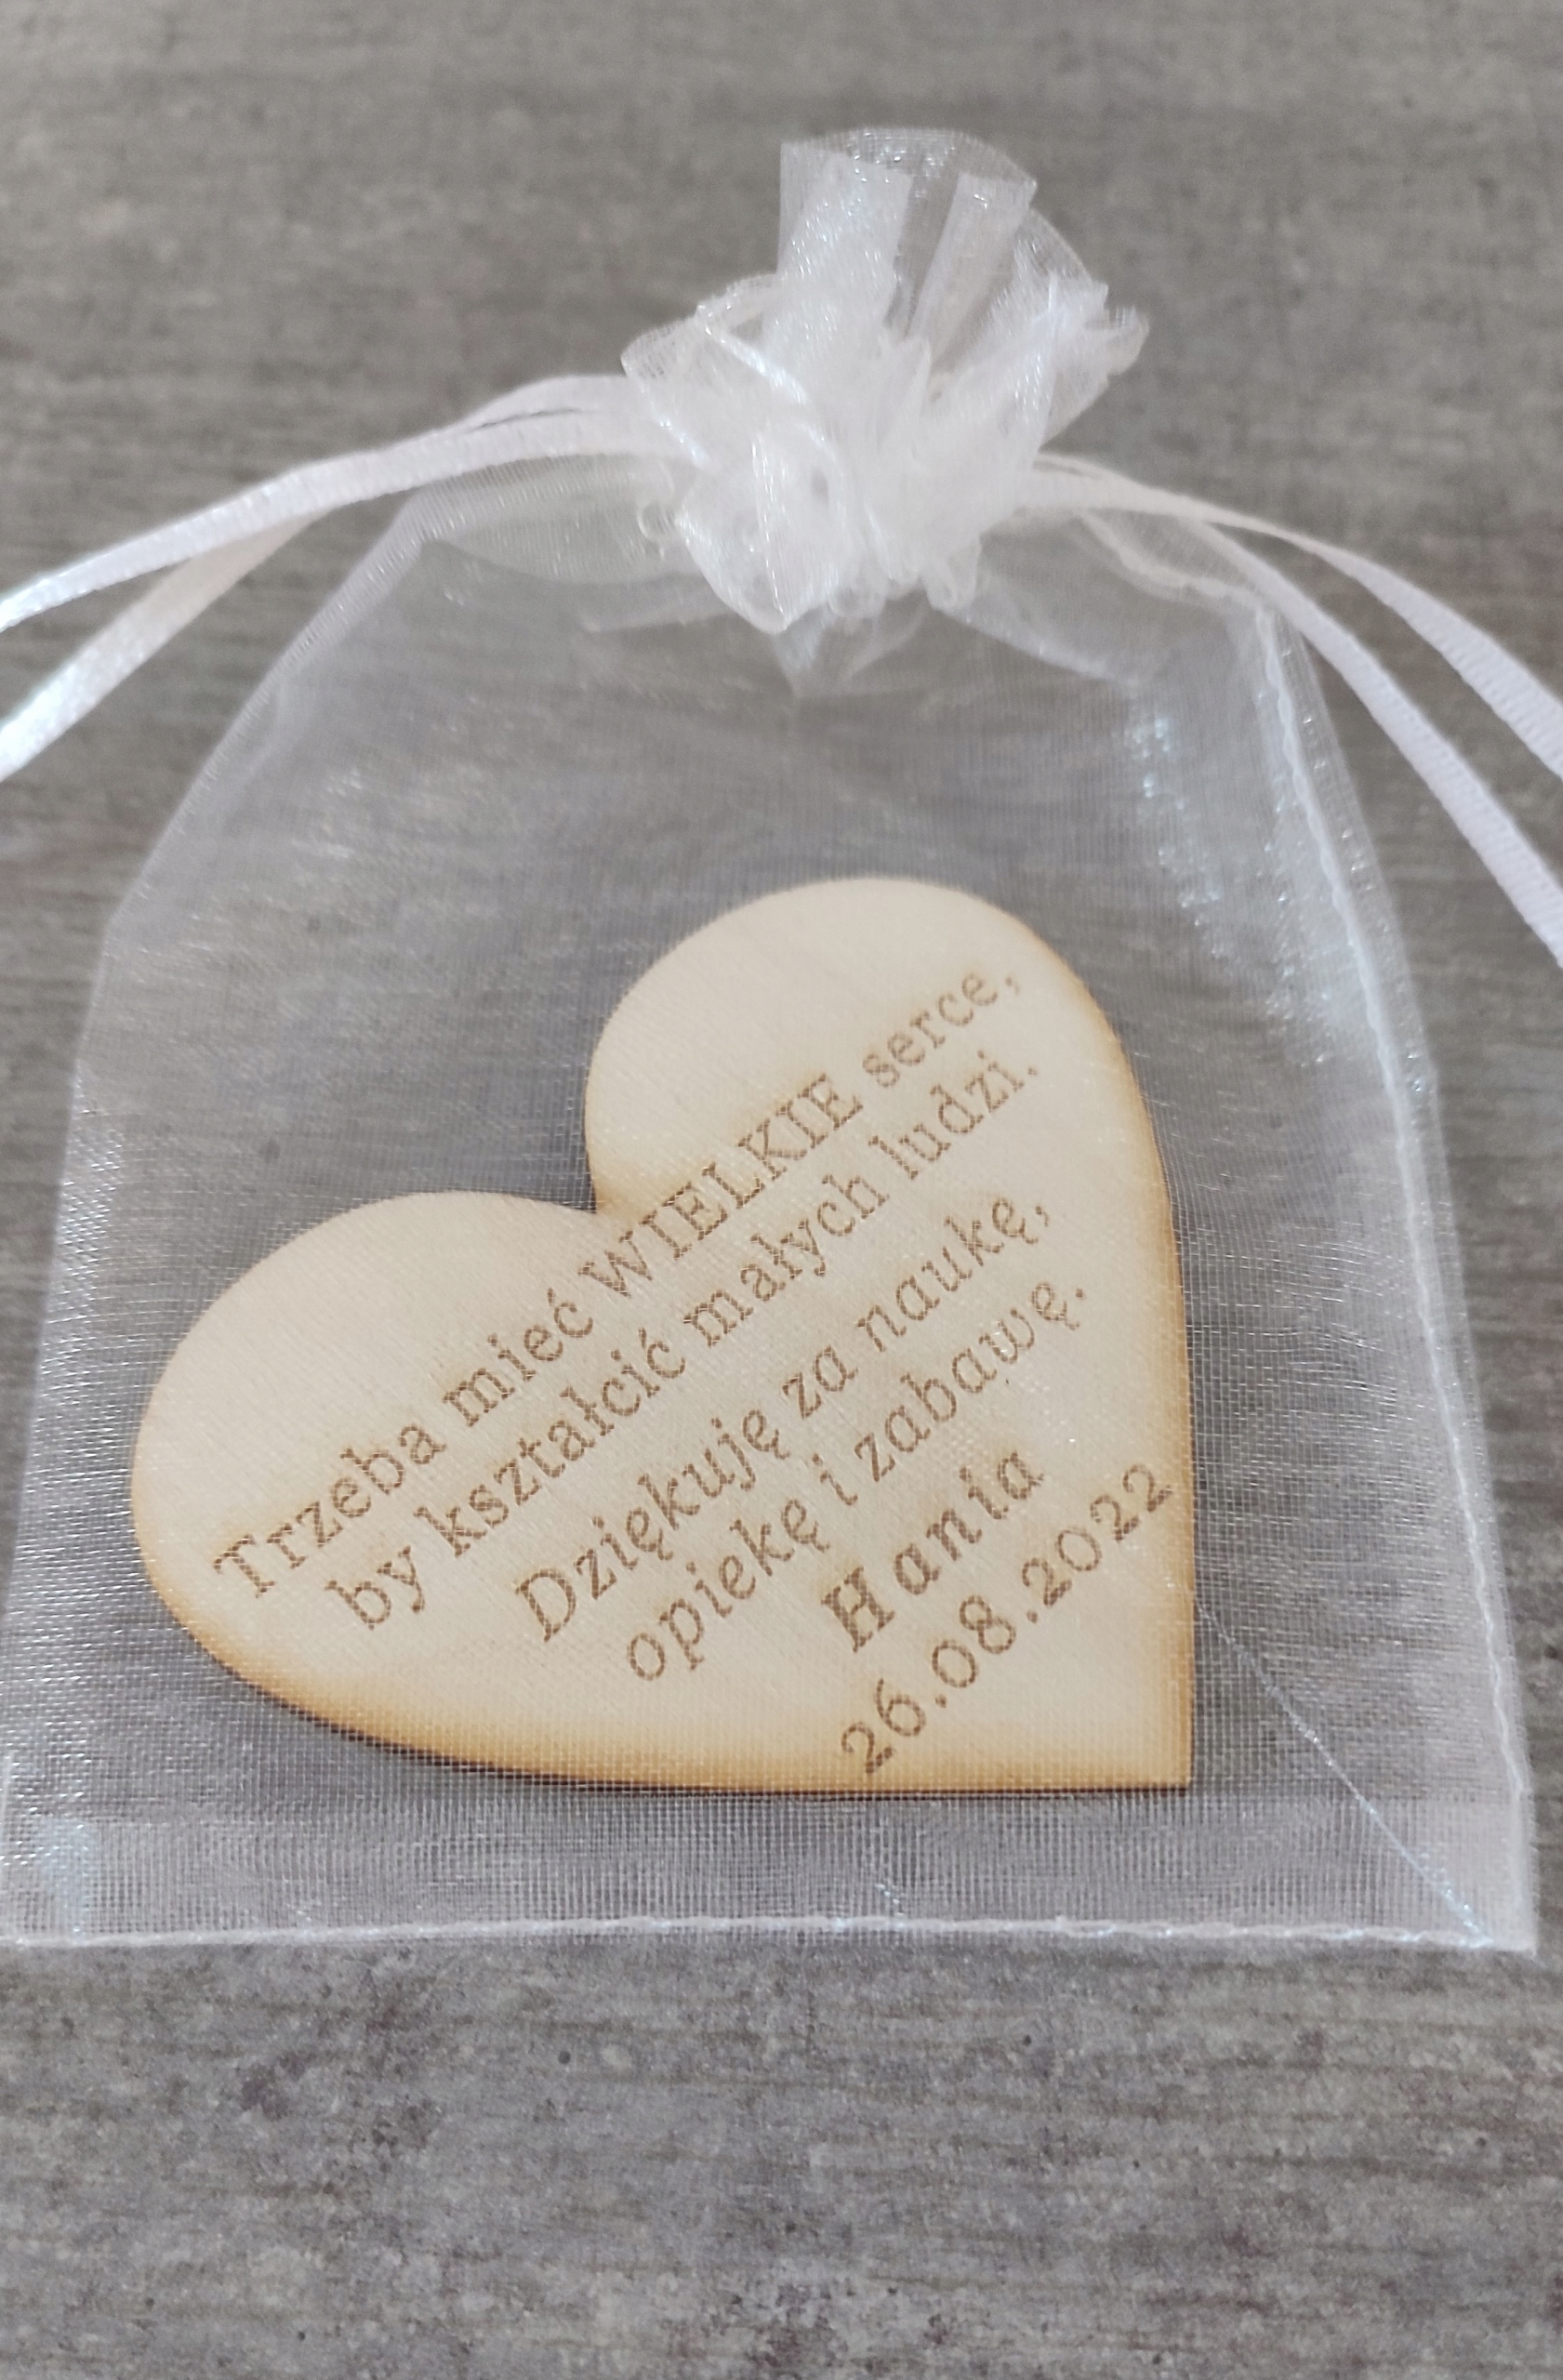 Trzeba mieć WIELKIE serce,
by kształcić małych ludzi.
Dziękuję za naukę,
opiekę i zabawę.
Hania
26.08.2022